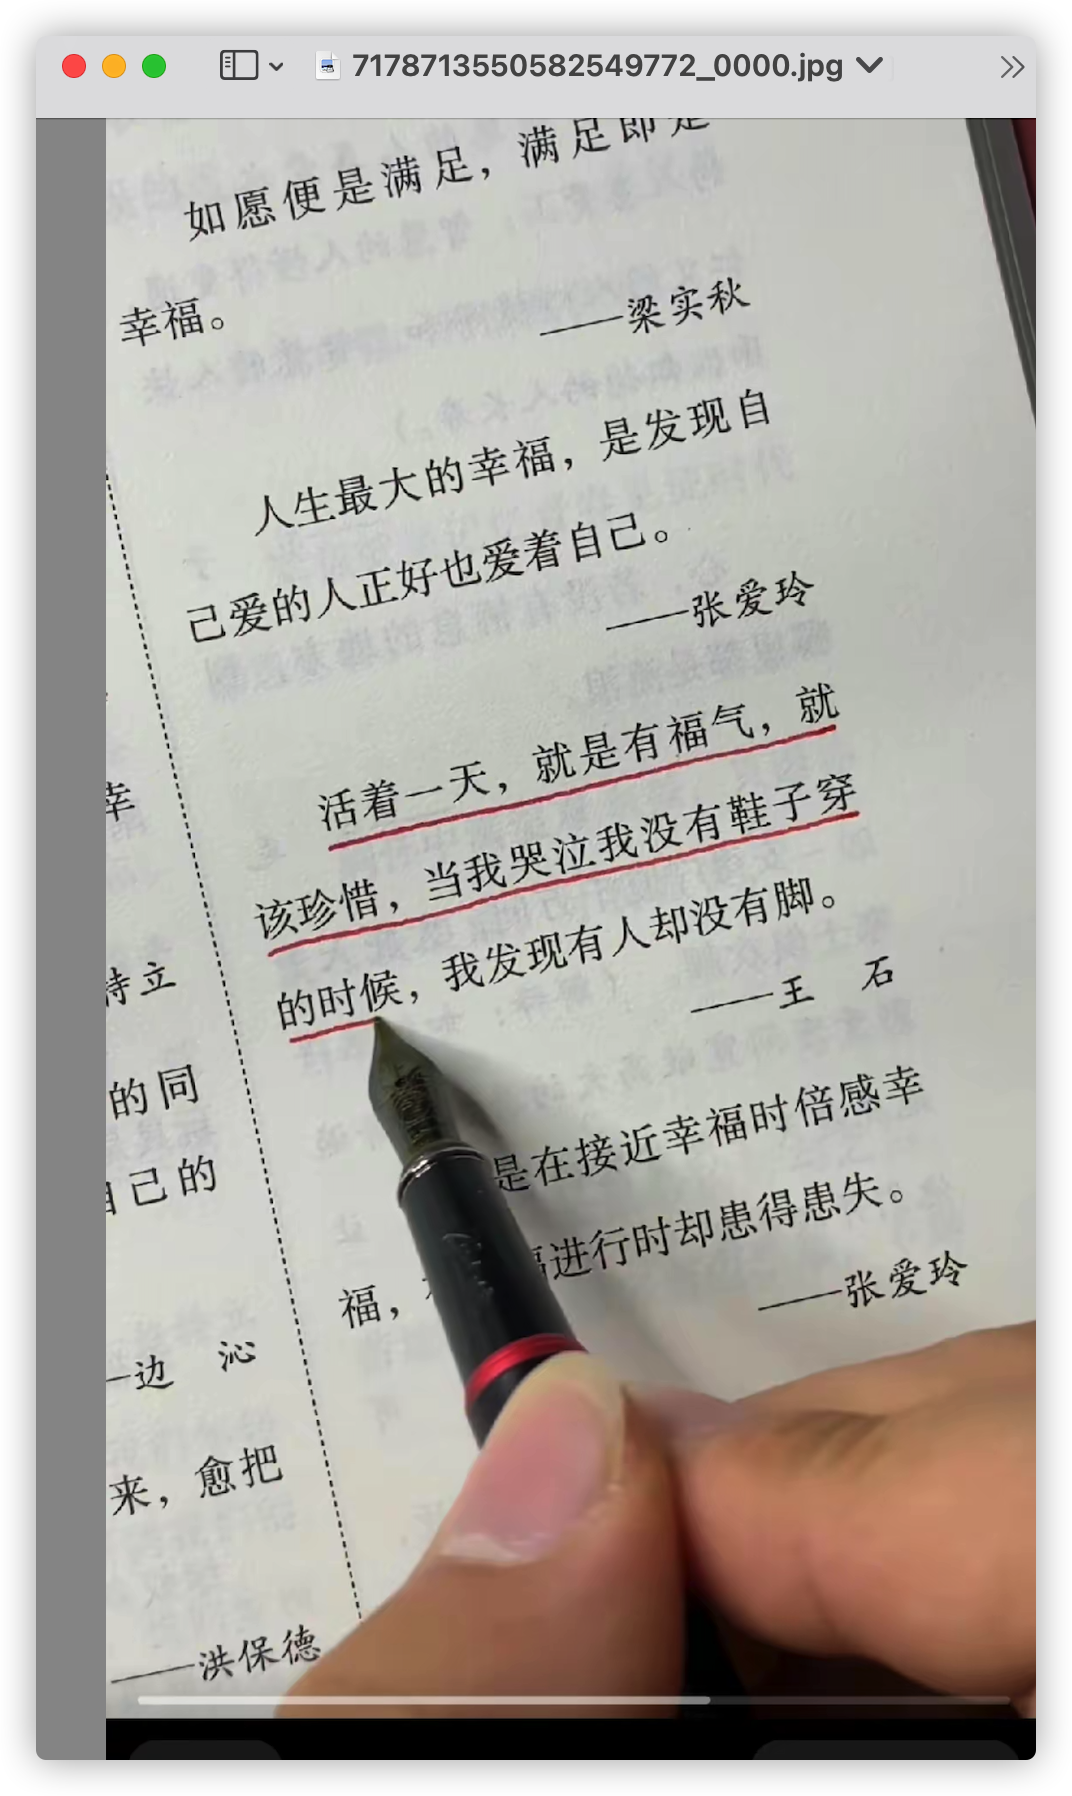 7178713550582549772_0000.jpg
如愿便是满足，满足即是
幸福。
——梁实秋
人生最大的幸福，是发现自
己爱的人正好也爱着自己。
——张爱玲
活着一天，就是有福气，就
该珍惜，当我哭泣我没有鞋子穿
的时候，我发现有人却没有脚。
——王 石
是在接近幸福时倍感幸
福，
进行时却患得患失。
——张爱玲
幸
待立
的同
自己的
—边 沁
来，愈把
——洪保德